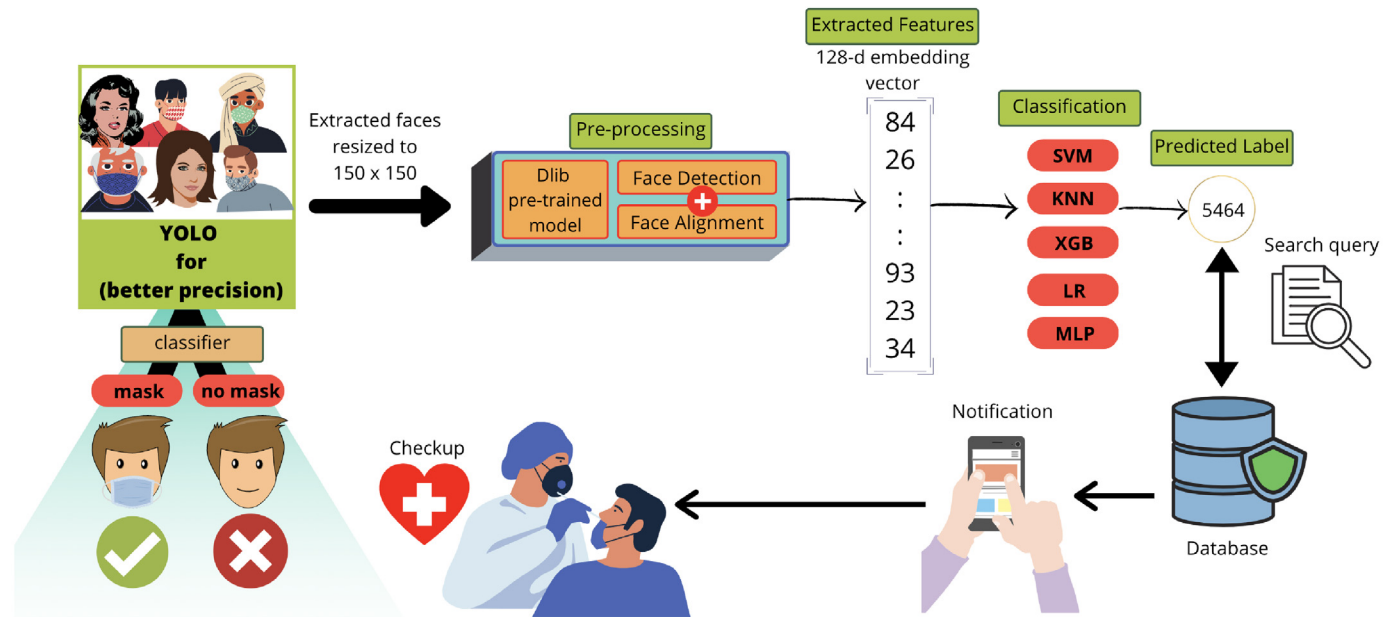 YOLO
for
(better precision)
classifier
mask
no mask
Extracted faces
resized to
150 x 150
Pre-processing
Dlib
pre-trained
model
Face Detection
Face Alignment
Extracted Features
128-d embedding
vector
84
26
:
:
93
23
34
Classification
SVM
KNN
XGB
LR
MLP
Predicted Label
5464
Search query
Database
Notification
Checkup